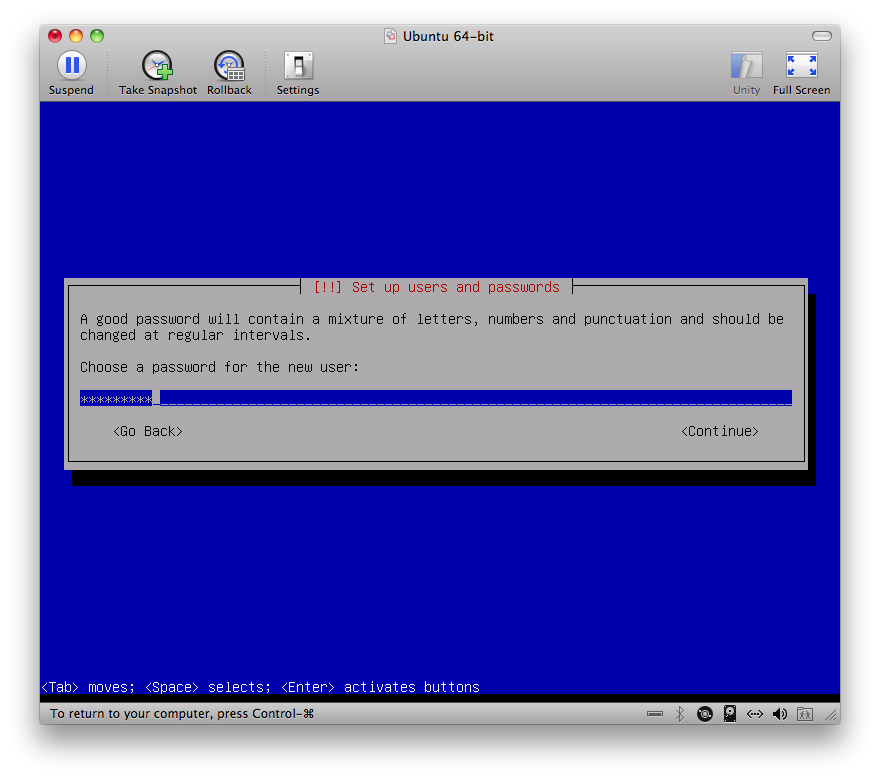 Ubuntu 64-bit
Suspend Take Snapshot Rollback Settings Unity Full Screen
[!!] Set up users and passwords
A good password will contain a mixture of letters, numbers and punctuation and should be
changed at regular intervals.
Choose a password for the new user:
*********
<Go Back> <Continue>
<Tab> moves; <Space> selects; <Enter> activates buttons
To return to your computer, press Control-⌘